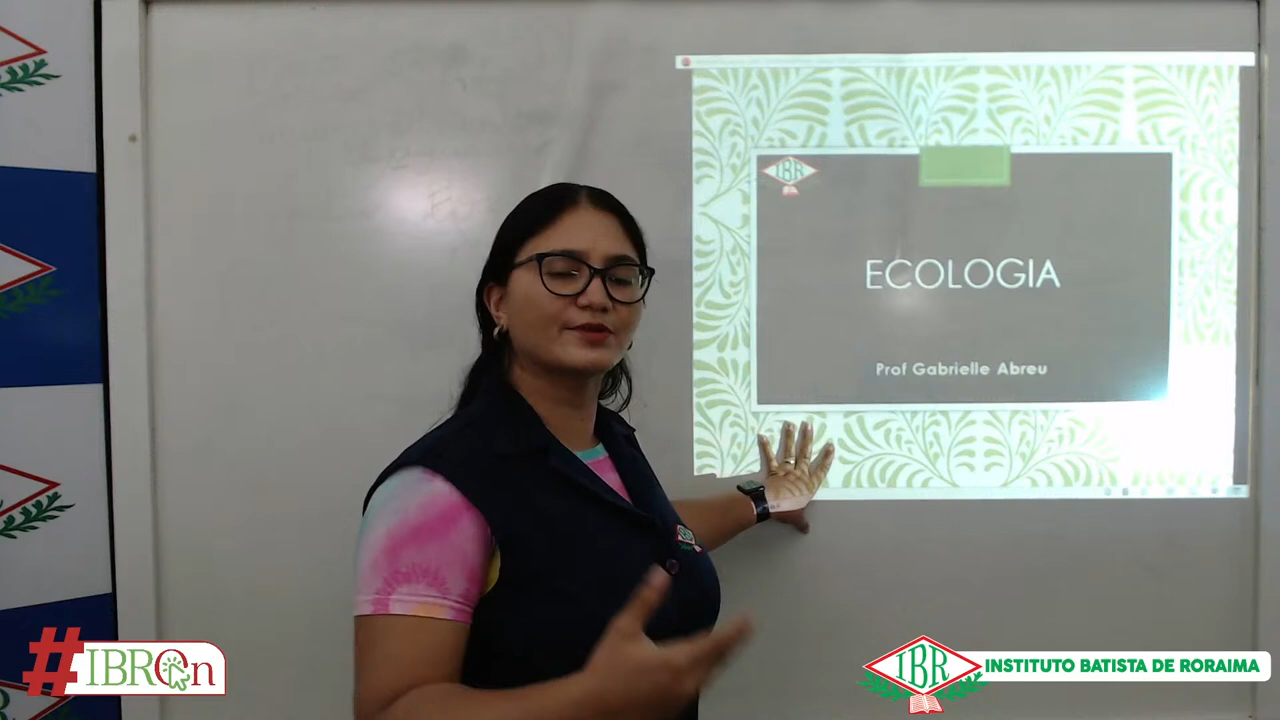 IBR
ECOLOGIA
Prof Gabrielle Abreu
#IBROn
IBR
INSTITUTO BATISTA DE RORAIMA